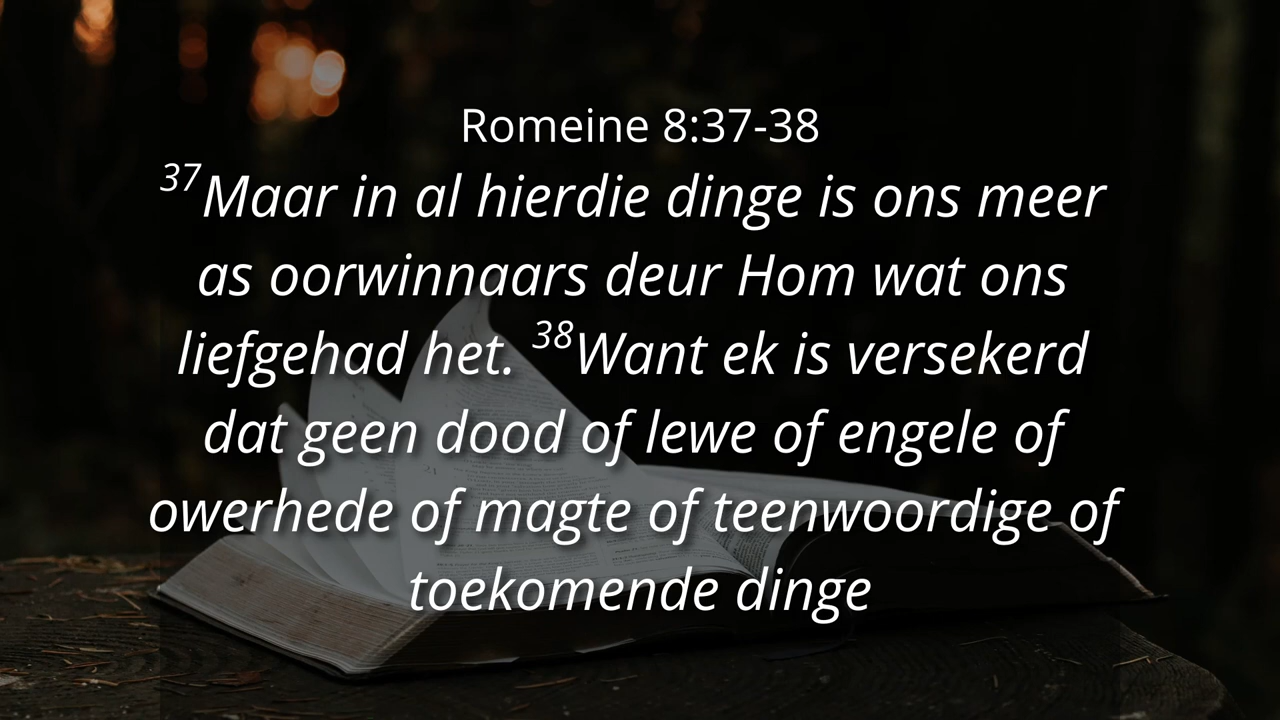 Romeine 8:37-38
37Maar in al hierdie dinge is ons meer
as oorwinnaars deur Hom wat ons
liefgehad het. 38Want ek is versekerd
dat geen dood of lewe of engele of
owerhede of magte of teenwoordige of
toekomende dinge